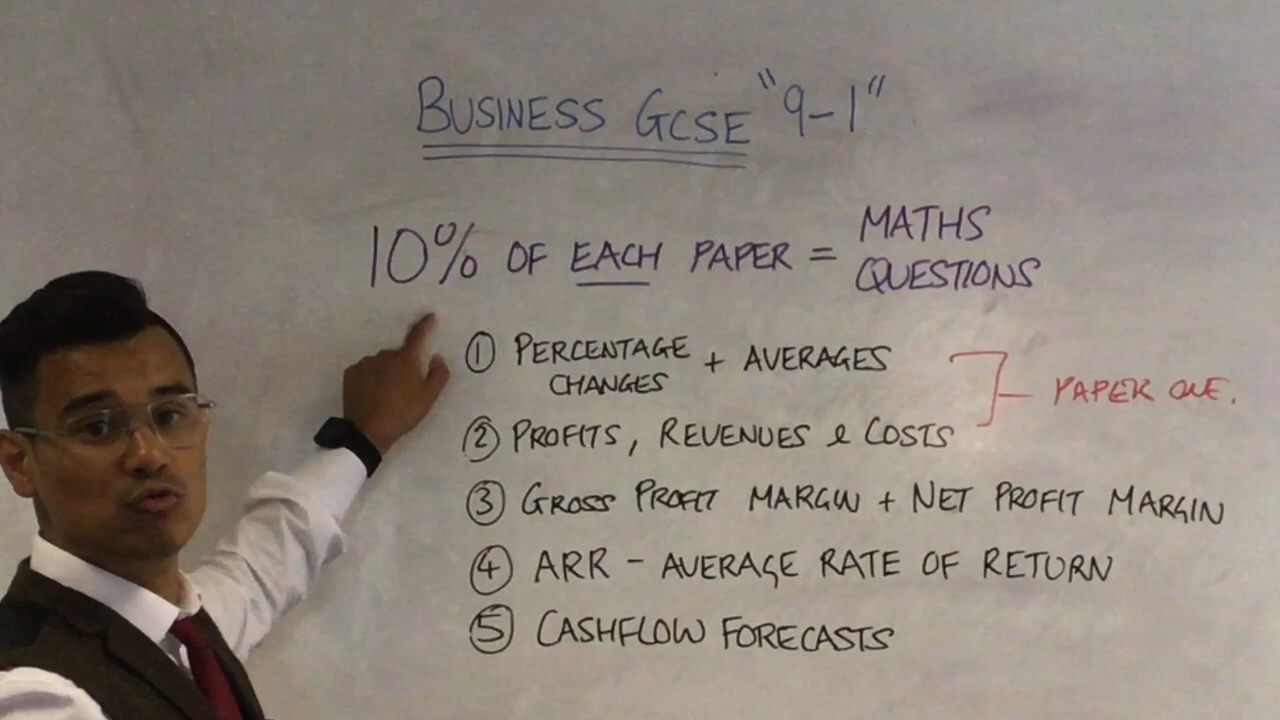 BUSINESS GCSE "9-1"
10% OF EACH PAPER = MATHS QUESTIONS
① PERCENTAGE CHANGES + AVERAGES
② PROFITS, REVENUES & COSTS
PAPER ONE.
③ GROSS PROFIT MARGIN + NET PROFIT MARGIN
④ ARR - AVERAGE RATE OF RETURN
⑤ CASHFLOW FORECASTS